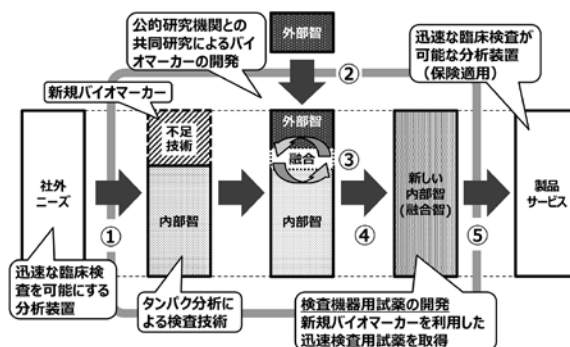 公的研究機関との
共同研究によるバイ
オマーカーの開発
外部智
迅速な臨床検査が
可能な分析装置
（保険適用）
②
新規バイオマーカー
不足
技術
外部智
融合
③
社外
ニーズ
内部智
内部智
新しい
内部智
(融合智)
製品
サービス
①
④
⑤
迅速な臨床検
査を可能にする
分析装置
タンパク分析に
よる検査技術
検査機器用試薬の開発
新規バイオマーカーを利用した
迅速検査用試薬を取得